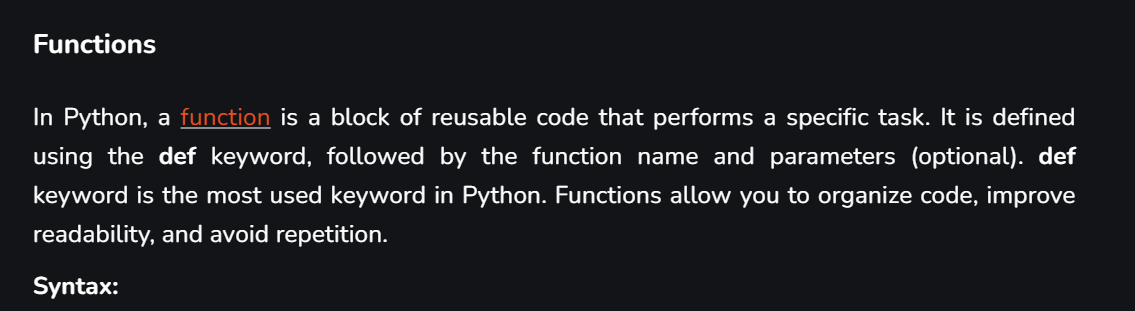 Functions
In Python, a function is a block of reusable code that performs a specific task. It is defined
using the def keyword, followed by the function name and parameters (optional). def
keyword is the most used keyword in Python. Functions allow you to organize code, improve
readability, and avoid repetition.
Syntax: